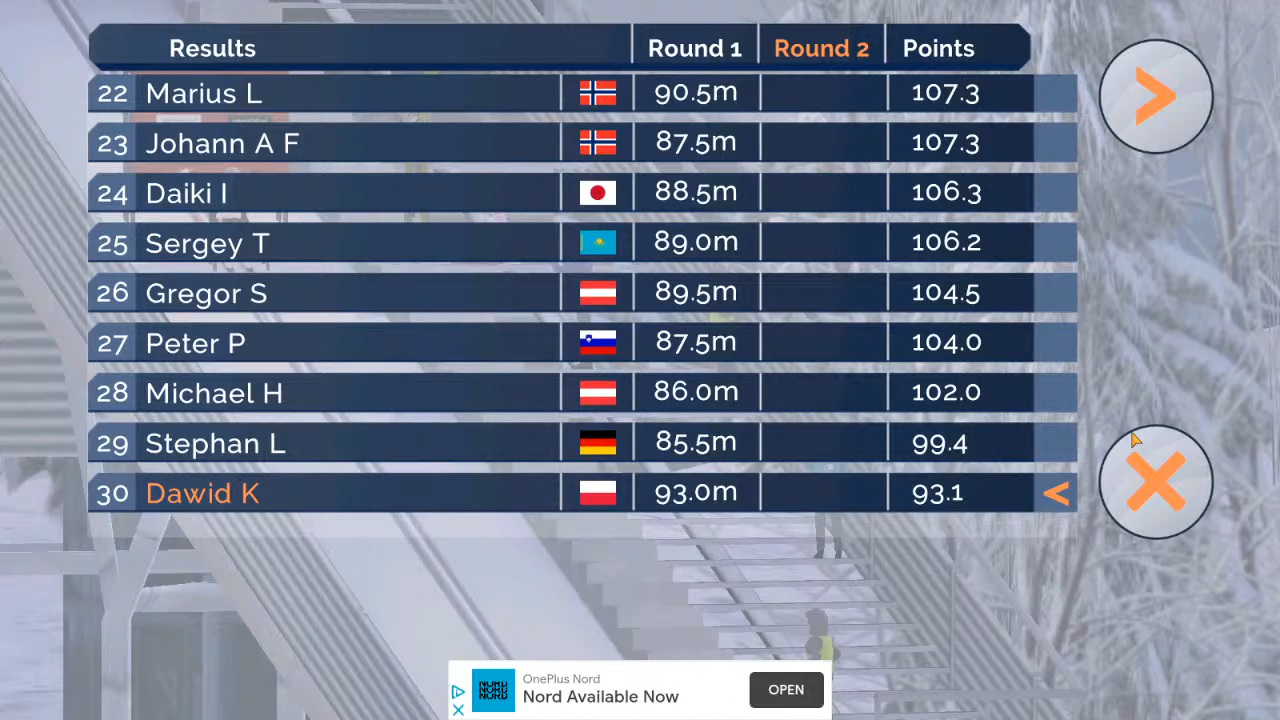 Results Round 1 Round 2 Points
22 Marius L 90.5m 107.3
23 Johann A F 87.5m 107.3
24 Daiki I 88.5m 106.3
25 Sergey T 89.0m 106.2
26 Gregor S 89.5m 104.5
27 Peter P 87.5m 104.0
28 Michael H 86.0m 102.0
29 Stephan L 85.5m 99.4
30 Dawid K 93.0m 93.1 <
OnePlus Nord
Nord Available Now
OPEN
NORD
NORD
NORD